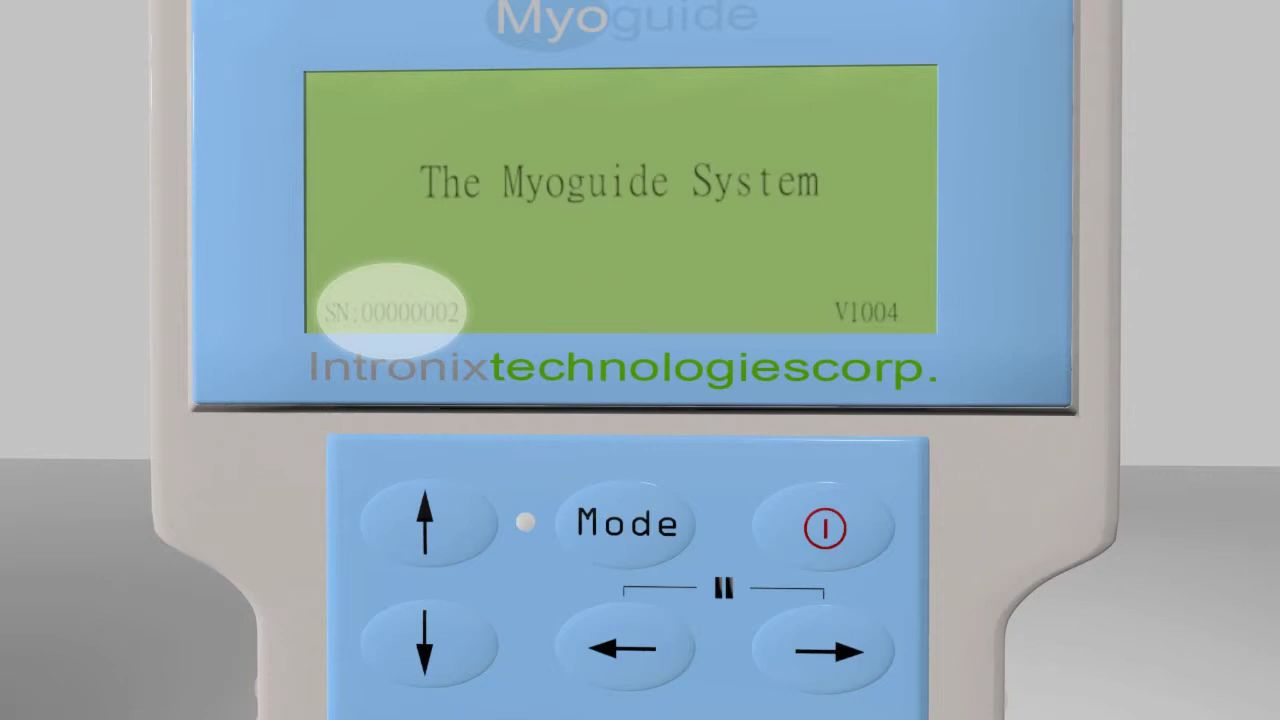 Myoguide
The Myoguide System
SN:00000002 V1004
Intronixtechnologiescorp.
Mode